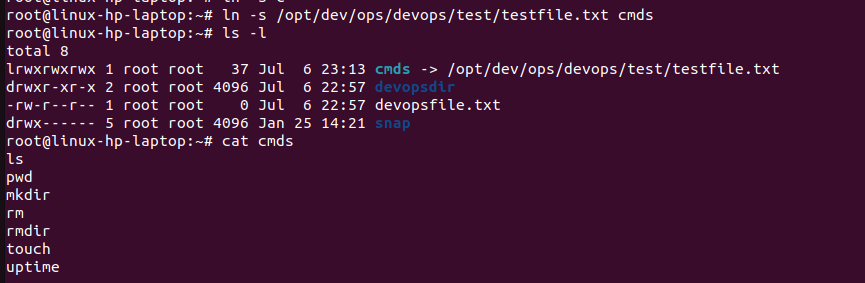 root@linux-hp-laptop:~# ln -s /opt/dev/ops/devops/test/testfile.txt cmds
root@linux-hp-laptop:~# ls -l
total 8
lrwxrwxrwx 1 root root   37 Jul  6 23:13 cmds -> /opt/dev/ops/devops/test/testfile.txt
drwxr-xr-x 2 root root 4096 Jul  6 22:57 devopsdir
-rw-r--r-- 1 root root    0 Jul  6 22:57 devopsfile.txt
drwx------ 5 root root 4096 Jan 25 14:21 snap
root@linux-hp-laptop:~# cat cmds
ls
pwd
mkdir
rm
rmdir
touch
uptime